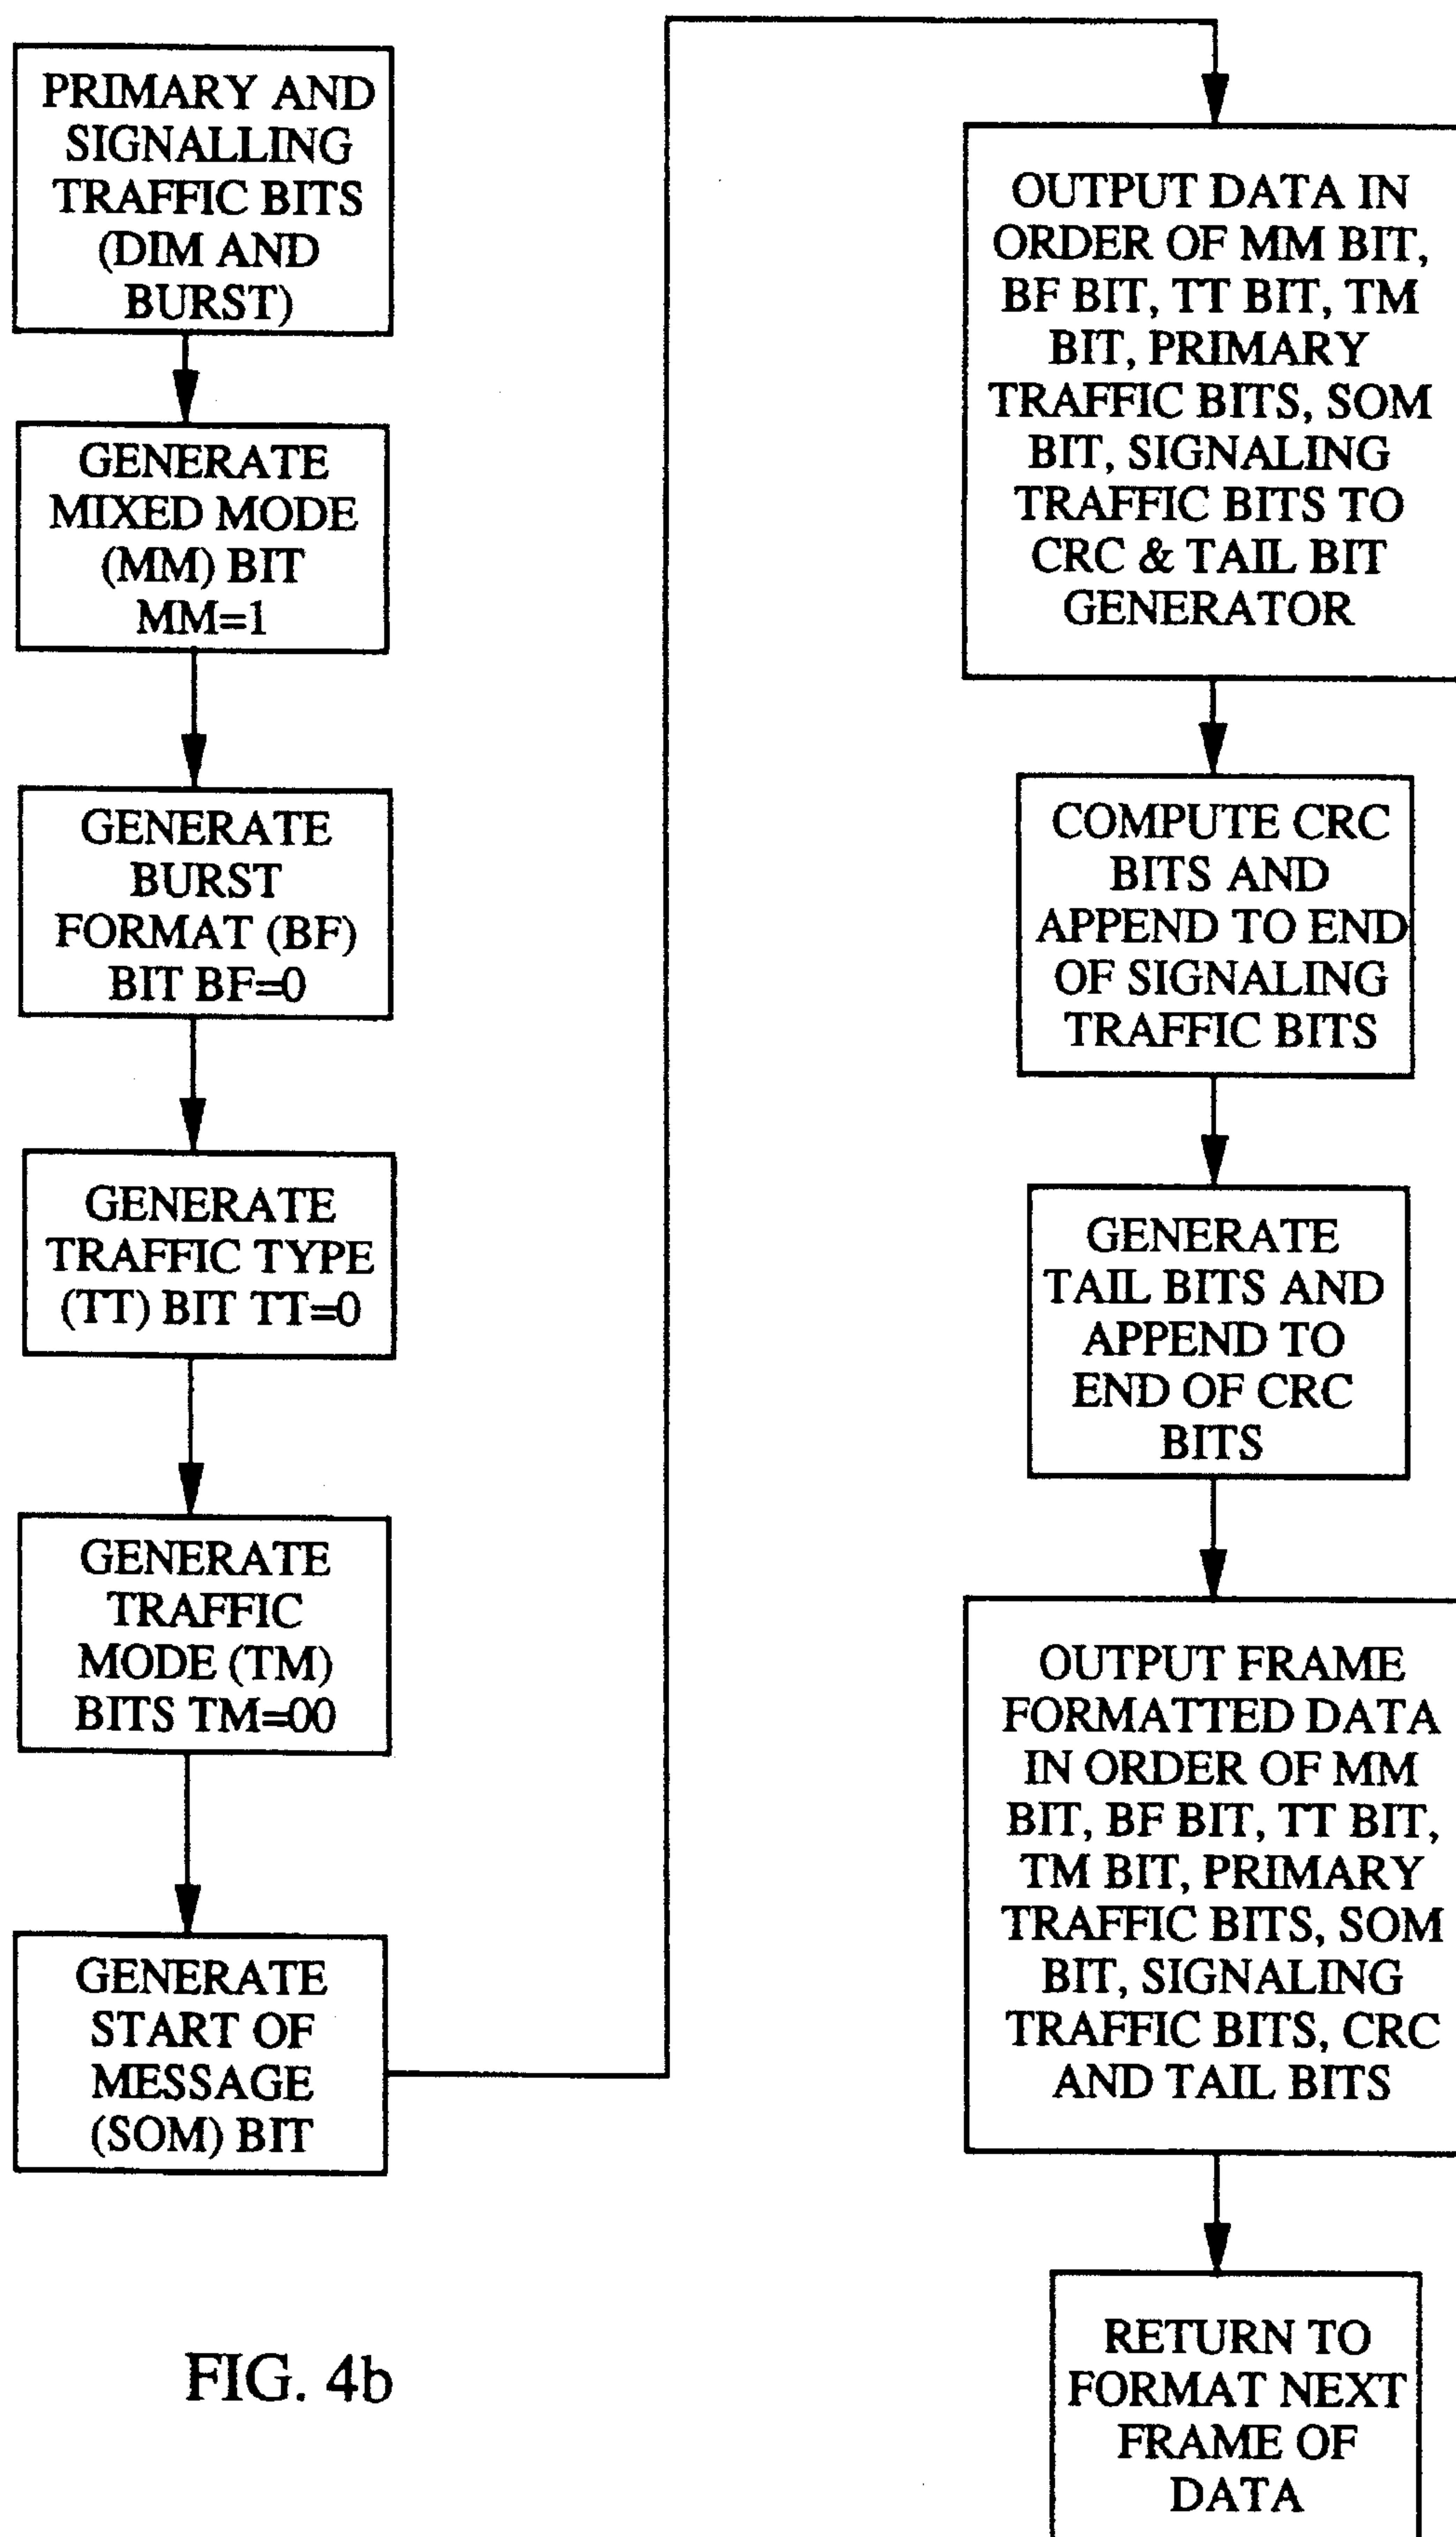 PRIMARY AND
SIGNALLING
TRAFFIC BITS
(DIM AND
BURST)
GENERATE
MIXED MODE
(MM) BIT
MM=1
GENERATE
BURST
FORMAT (BF)
BIT BF=0
GENERATE
TRAFFIC TYPE
(TT) BIT TT=0
GENERATE
TRAFFIC
MODE (TM)
BITS TM=00
GENERATE
START OF
MESSAGE
(SOM) BIT
OUTPUT DATA IN
ORDER OF MM BIT,
BF BIT, TT BIT, TM
BIT, PRIMARY
TRAFFIC BITS, SOM
BIT, SIGNALING
TRAFFIC BITS TO
CRC & TAIL BIT
GENERATOR
COMPUTE CRC
BITS AND
APPEND TO END
OF SIGNALING
TRAFFIC BITS
GENERATE
TAIL BITS AND
APPEND TO
END OF CRC
BITS
OUTPUT FRAME
FORMATTED DATA
IN ORDER OF MM
BIT, BF BIT, TT BIT,
TM BIT, PRIMARY
TRAFFIC BITS, SOM
BIT, SIGNALING
TRAFFIC BITS, CRC
AND TAIL BITS
RETURN TO
FORMAT NEXT
FRAME OF
DATA
FIG. 4b